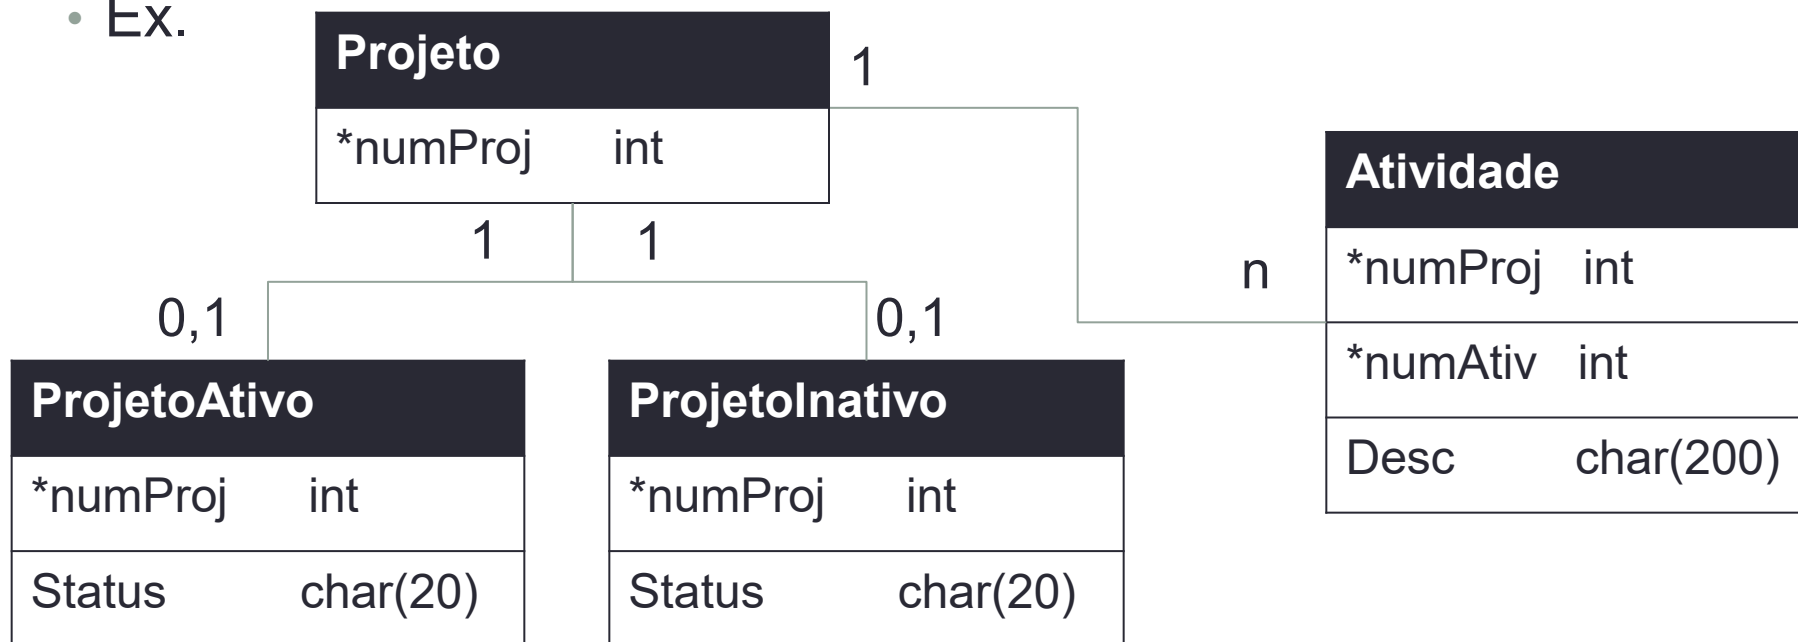 • Ex.
Projeto
1
*numProj int
1 1
0,1 0,1
Atividade
n
*numProj int
*numAtiv int
Desc char(200)
ProjetoAtivo
*numProj int
Status char(20)
ProjetoInativo
*numProj int
Status char(20)